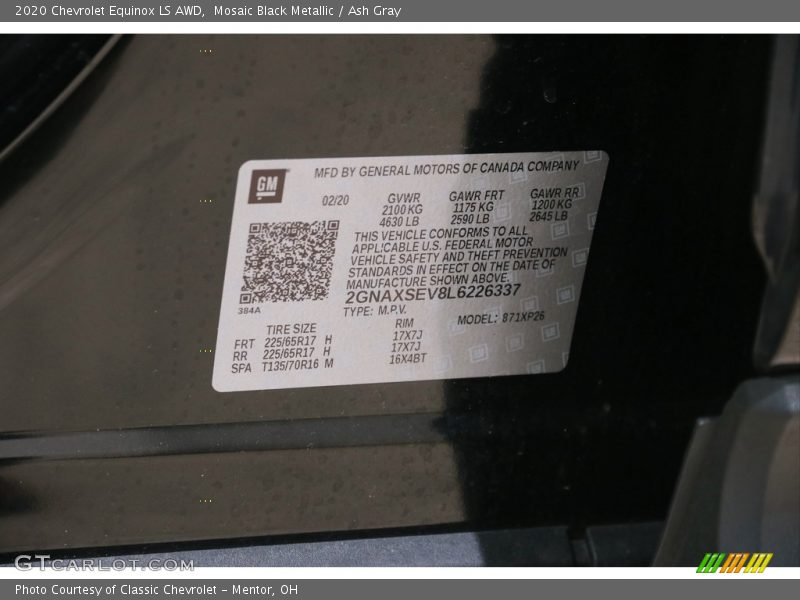 2020 Chevrolet Equinox LS AWD, Mosaic Black Metallic / Ash Gray
GM
MFD BY GENERAL MOTORS OF CANADA COMPANY
02/20
GVWR GAWR FRT GAWR RR
2100 KG 1175 KG 1200 KG
4630 LB 2590 LB 2645 LB
THIS VEHICLE CONFORMS TO ALL
APPLICABLE U.S. FEDERAL MOTOR
VEHICLE SAFETY AND THEFT PREVENTION
STANDARDS IN EFFECT ON THE DATE OF
MANUFACTURE SHOWN ABOVE.
384A
2GNAXSEV8L6226337
TYPE: M.P.V. MODEL: 871XP26
TIRE SIZE RIM
FRT 225/65R17 H 17X7J
RR 225/65R17 H 17X7J
SPA T135/70R16 M 16X4BT
GTCARLOT.COM
Photo Courtesy of Classic Chevrolet - Mentor, OH